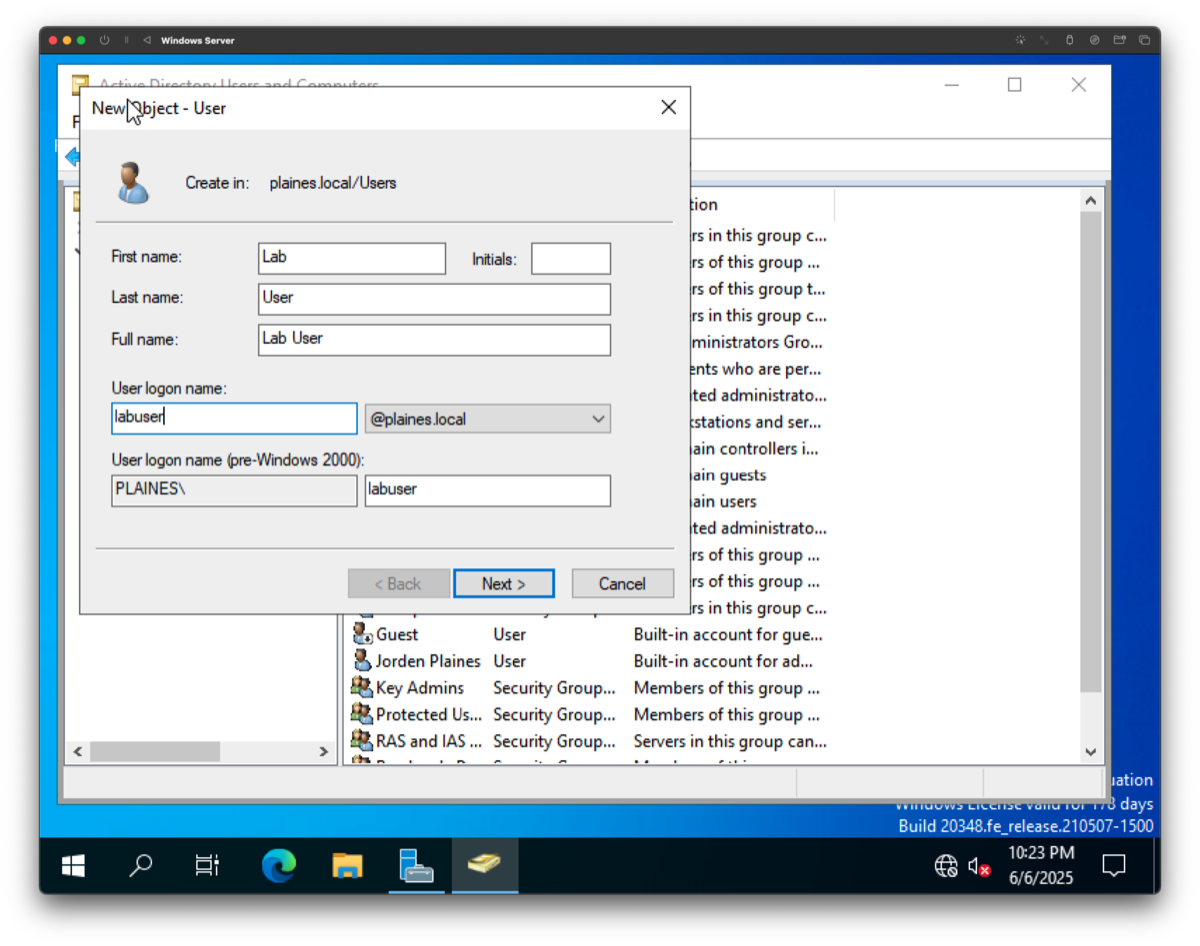 Windows Server
Active Directory Users and Computers
New Object - User
Create in: plaines.local/Users
First name: Lab Initials:
Last name: User
Full name: Lab User
User logon name:
labuser @plaines.local
User logon name (pre-Windows 2000):
PLAINES\ labuser
< Back Next > Cancel
tion
rs in this group c...
rs of this group ...
rs of this group t...
rs in this group c...
ministrators Gro...
ents who are per...
ted administrato...
kstations and ser...
ain controllers i...
ain guests
ain users
ted administrato...
rs of this group ...
rs of this group ...
rs in this group c...
Guest User Built-in account for gue...
Jorden Plaines User Built-in account for ad...
Key Admins Security Group... Members of this group ...
Protected Us... Security Group... Members of this group ...
RAS and IAS ... Security Group... Servers in this group can...
uation
Windows License valid for 178 days
Build 20348.fe_release.210507-1500
10:23 PM
6/6/2025